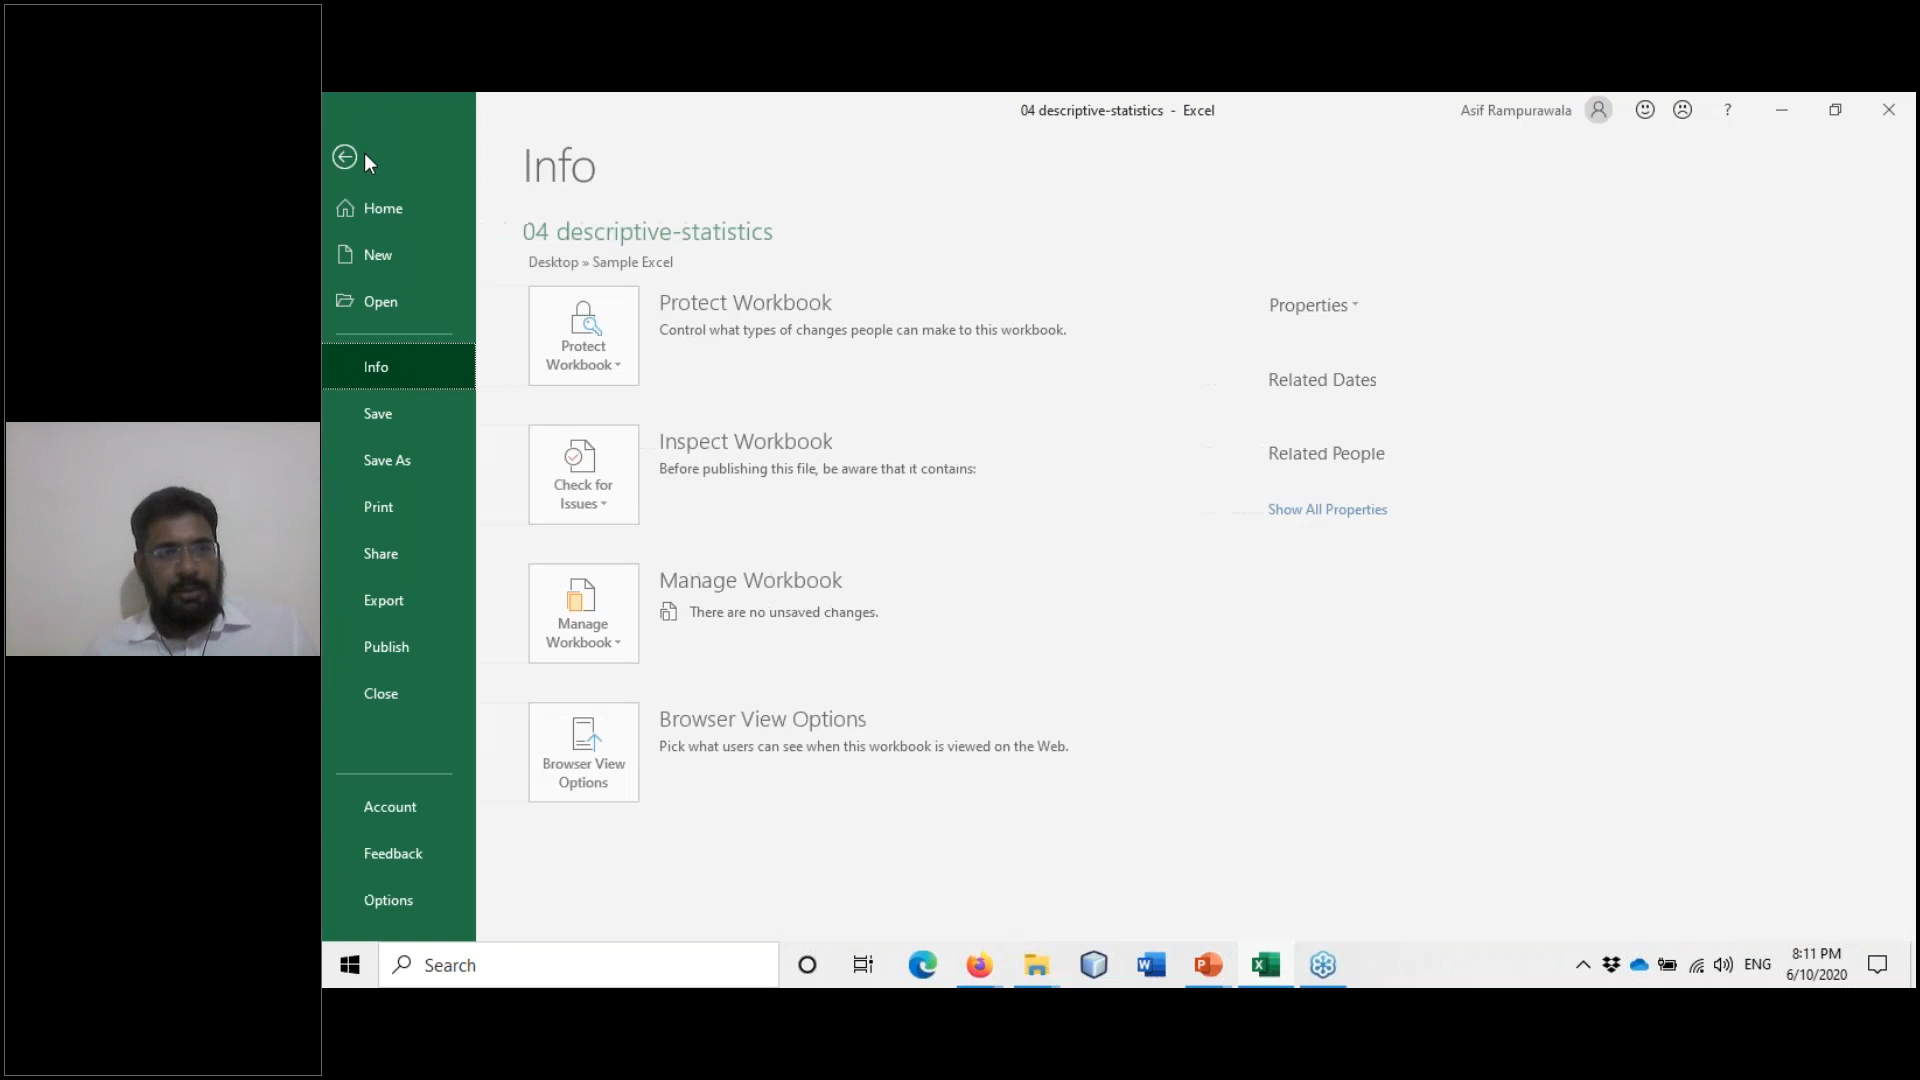 04 descriptive-statistics - Excel
Asif Rampurawala
?
Info
Home
New
Open
Info
Save
Save As
Print
Share
Export
Publish
Close
Account
Feedback
Options
04 descriptive-statistics
Desktop » Sample Excel
Protect
Workbook
Protect Workbook
Control what types of changes people can make to this workbook.
Check for
Issues
Inspect Workbook
Before publishing this file, be aware that it contains:
Manage
Workbook
Manage Workbook
There are no unsaved changes.
Browser View
Options
Browser View Options
Pick what users can see when this workbook is viewed on the Web.
Properties
Related Dates
Related People
Show All Properties
Search
ENG
8:11 PM
6/10/2020